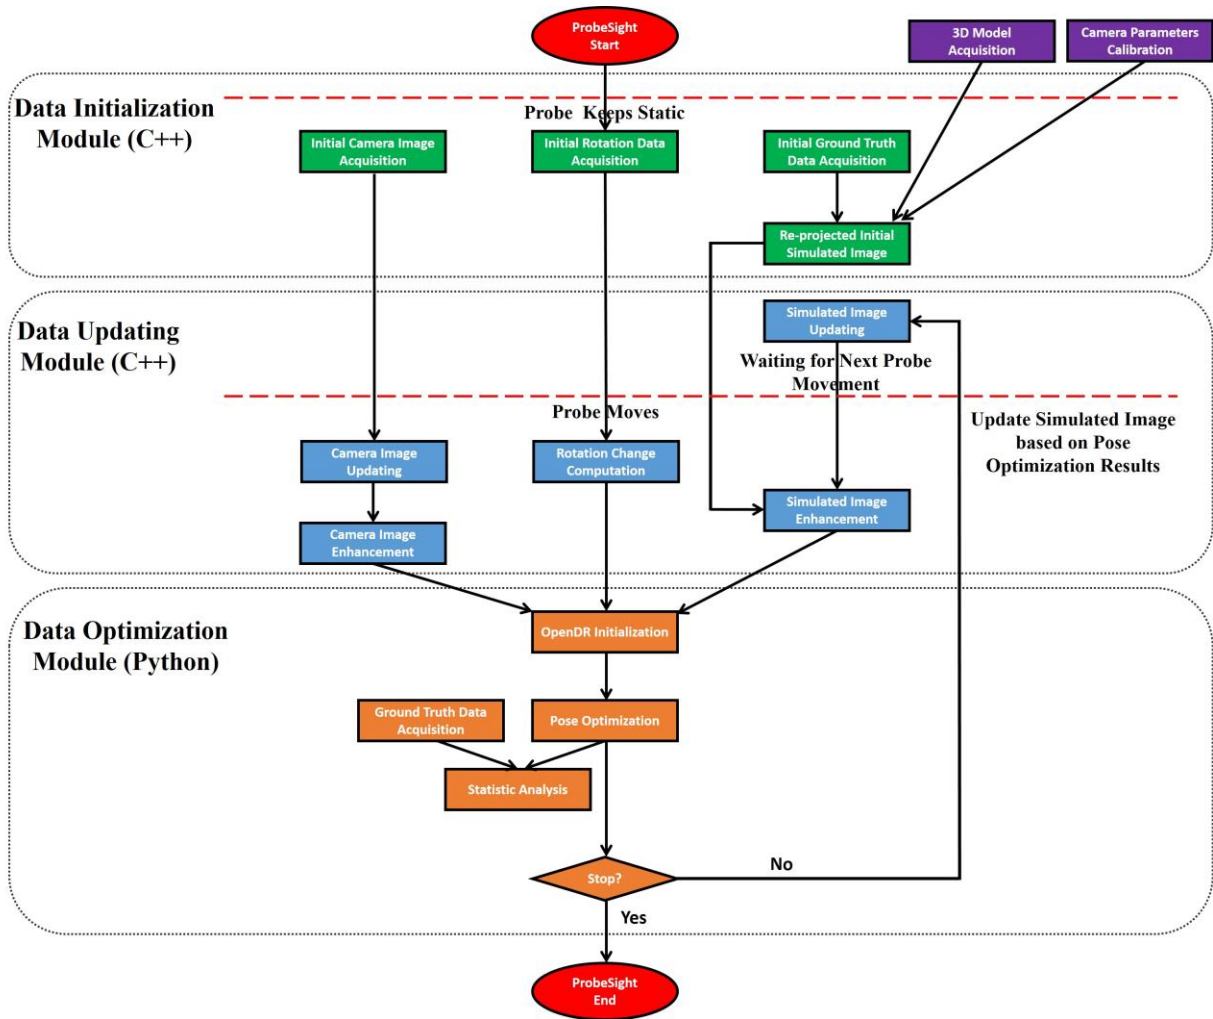 ProbeSight
Start
3D Model
Acquisition
Camera Parameters
Calibration
Data Initialization
Module (C++)
Probe Keeps Static
Initial Camera Image
Acquisition
Initial Rotation Data
Acquisition
Initial Ground Truth
Data Acquisition
Re-projected Initial
Simulated Image
Data Updating
Module (C++)
Simulated Image
Updating
Waiting for Next Probe
Movement
Probe Moves
Update Simulated Image
based on Pose
Optimization Results
Camera Image
Updating
Rotation Change
Computation
Simulated Image
Enhancement
Camera Image
Enhancement
Data Optimization
Module (Python)
OpenDR Initialization
Ground Truth Data
Acquisition
Pose Optimization
Statistic Analysis
Stop?
No
Yes
ProbeSight
End